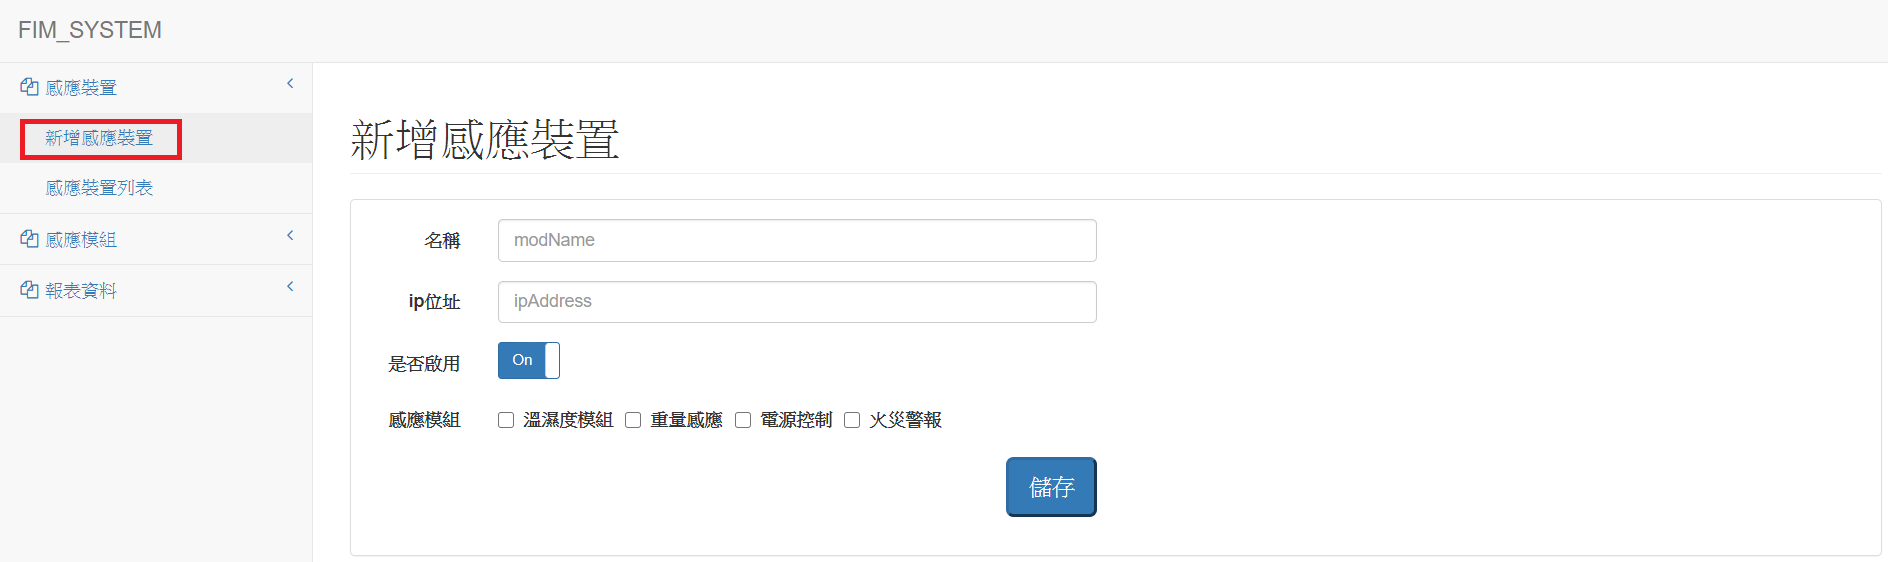 FIM_SYSTEM
感應裝置
新增感應裝置
感應裝置列表
感應模組
報表資料
新增感應裝置
名稱 modName
ip位址 ipAddress
是否啟用 On
感應模組 溫濕度模組 重量感應 電源控制 火災警報
儲存